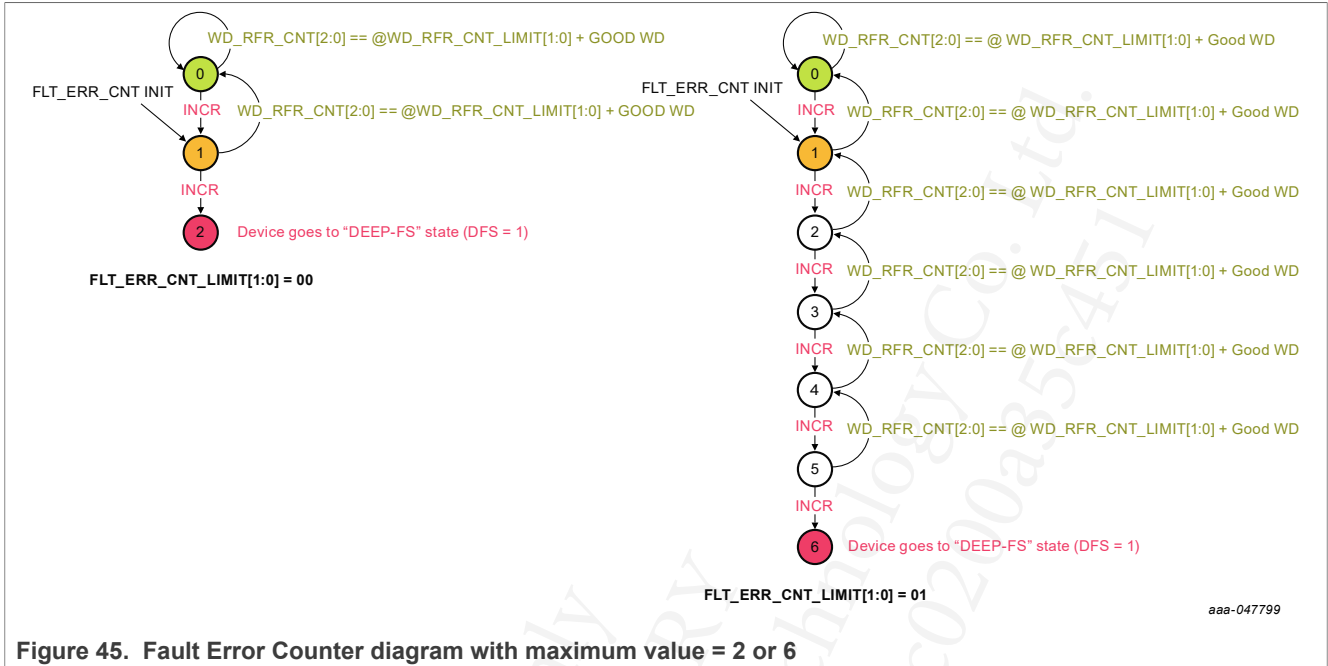 WD_RFR_CNT[2:0] == @WD_RFR_CNT_LIMIT[1:0] + GOOD WD
0
FLT_ERR_CNT INIT
INCR
WD_RFR_CNT[2:0] == @WD_RFR_CNT_LIMIT[1:0] + GOOD WD
1
INCR
2
Device goes to “DEEP-FS” state (DFS = 1)
FLT_ERR_CNT_LIMIT[1:0] = 00
WD_RFR_CNT[2:0] == @ WD_RFR_CNT_LIMIT[1:0] + Good WD
0
FLT_ERR_CNT INIT
INCR
WD_RFR_CNT[2:0] == @ WD_RFR_CNT_LIMIT[1:0] + Good WD
1
INCR
WD_RFR_CNT[2:0] == @ WD_RFR_CNT_LIMIT[1:0] + Good WD
2
INCR
WD_RFR_CNT[2:0] == @ WD_RFR_CNT_LIMIT[1:0] + Good WD
3
INCR
WD_RFR_CNT[2:0] == @ WD_RFR_CNT_LIMIT[1:0] + Good WD
4
INCR
WD_RFR_CNT[2:0] == @ WD_RFR_CNT_LIMIT[1:0] + Good WD
5
INCR
6
Device goes to “DEEP-FS” state (DFS = 1)
FLT_ERR_CNT_LIMIT[1:0] = 01
aaa-047799
Figure 45. Fault Error Counter diagram with maximum value = 2 or 6
Technology Co. Ltd.
c0200a35c451